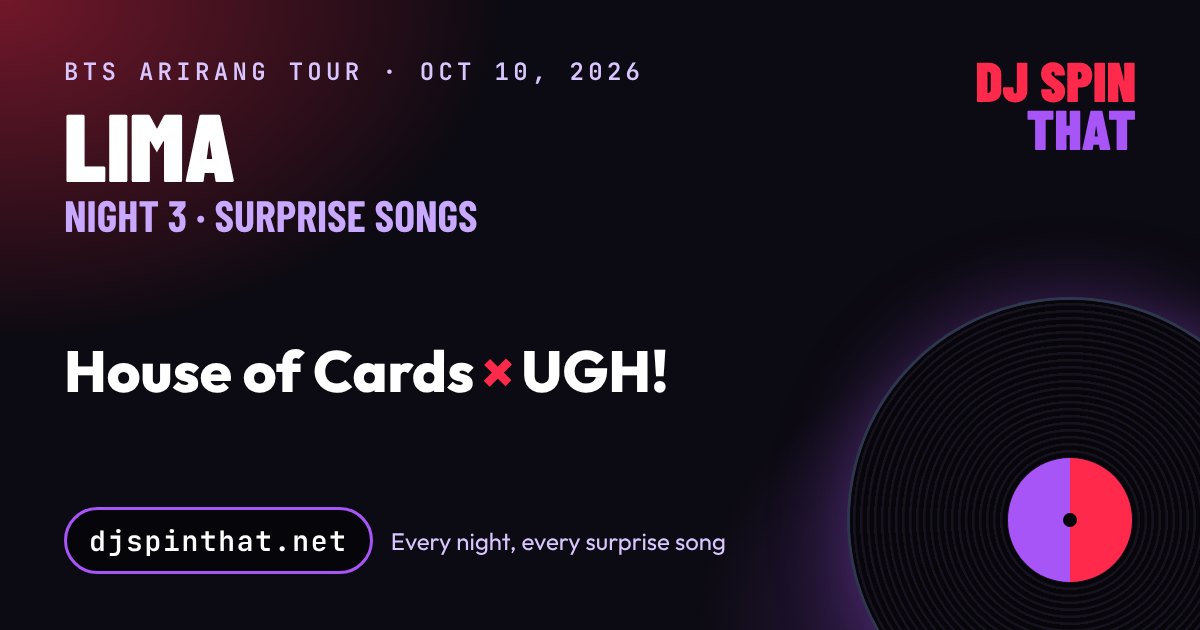 BTS ARIRANG TOUR · OCT 10, 2026
DJ SPIN
THAT
LIMA
NIGHT 3 · SURPRISE SONGS
House of Cards × UGH!
djspinthat.net
Every night, every surprise song